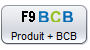 F9 BCB
Produit + BCB